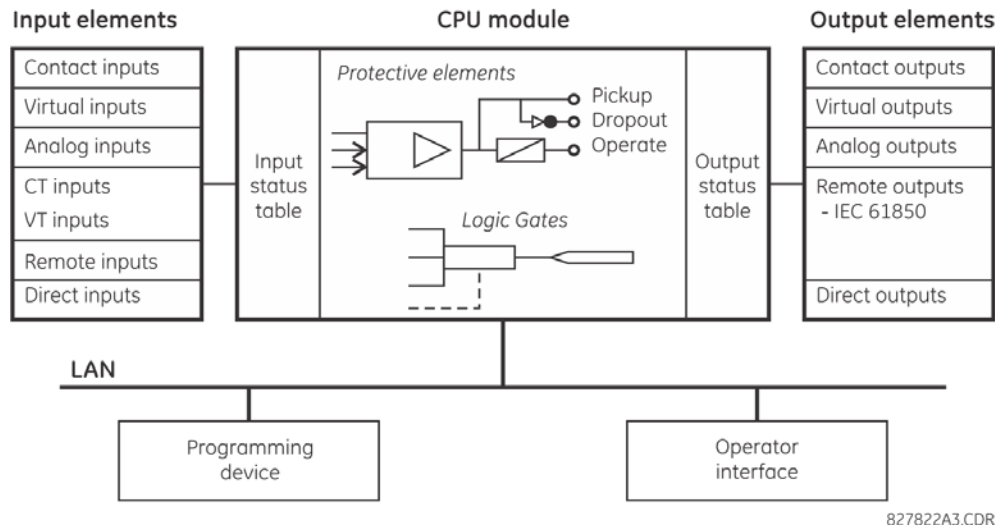 Input elements
CPU module
Output elements
Contact inputs
Virtual inputs
Analog inputs
CT inputs
VT inputs
Remote inputs
Direct inputs
Input
status
table
Protective elements
Pickup
Dropout
Operate
Logic Gates
Output
status
table
Contact outputs
Virtual outputs
Analog outputs
Remote outputs
- IEC 61850
Direct outputs
LAN
Programming
device
Operator
interface
827822A3.CDR